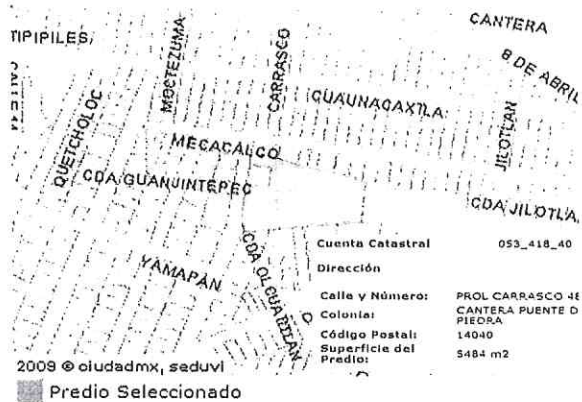 CANTERA
TIPIPILES
MOCTEZUMA
CARRASCO
8 DE ABRIL
CUAUNACAXTLA
JILOTLAN
QUETCHOLOC
MECACALCO
CDA GUANJINTEPEC
CDA JILOTLA
YAMAPAN
Cuenta Catastral 053_418_40
Dirección
Calle y Número: PROL CARRASCO
Colonia: CANTERA PUENTE D
PIEDRA
Código Postal: 14040
Superficie del
Predio: 5484 m2
2009 © ciudadmx, seduvi
Predio Seleccionado